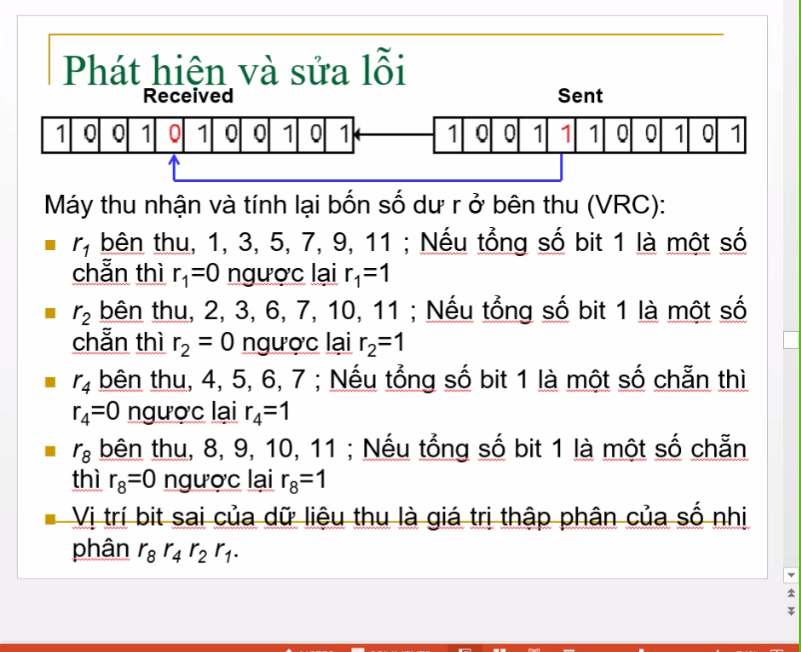 Phát hiện và sửa lỗi
Received Sent
1 0 0 1 0 1 0 0 1 0 1 1 0 0 1 1 1 0 0 1 0 1
Máy thu nhận và tính lại bốn số dư r ở bên thu (VRC):
r1 bên thu, 1, 3, 5, 7, 9, 11 ; Nếu tổng số bit 1 là một số
chẵn thì r1=0 ngược lại r1=1
r2 bên thu, 2, 3, 6, 7, 10, 11 ; Nếu tổng số bit 1 là một số
chẵn thì r2 = 0 ngược lại r2=1
r4 bên thu, 4, 5, 6, 7 ; Nếu tổng số bit 1 là một số chẵn thì
r4=0 ngược lại r4=1
r8 bên thu, 8, 9, 10, 11 ; Nếu tổng số bit 1 là một số chẵn
thì r8=0 ngược lại r8=1
Vị trí bit sai của dữ liệu thu là giá trị thập phân của số nhị
phân r8 r4 r2 r1.